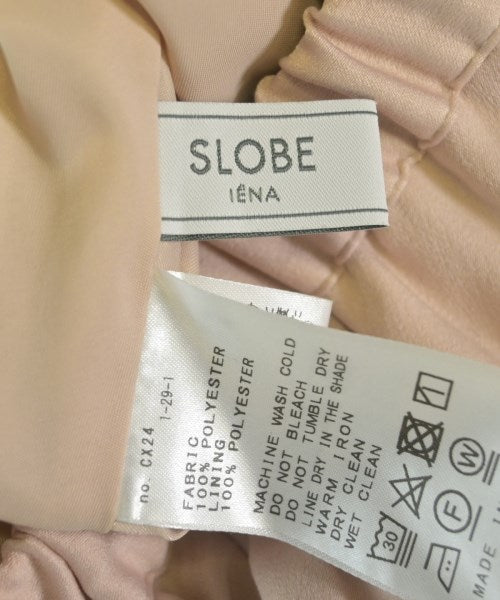 SLOBE
IÉNA
no. CX24
1-29-1
FABRIC
100% POLYESTER
LINING
100% POLYESTER
MACHINE WASH COLD
DO NOT BLEACH
DO NOT TUMBLE DRY
LINE DRY IN THE SHADE
WARM IRON
DRY CLEAN
WET CLEAN
30
F
W
MADE